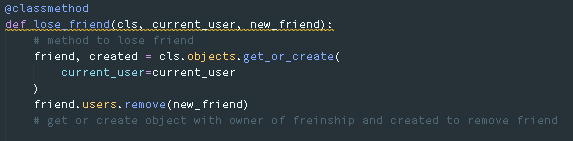 @classmethod
def lose_friend(cls, current_user, new_friend):
# method to lose friend
friend, created = cls.objects.get_or_create(
current_user=current_user
)
friend.users.remove(new_friend)
# get or create object with owner of freinship and created to remove friend